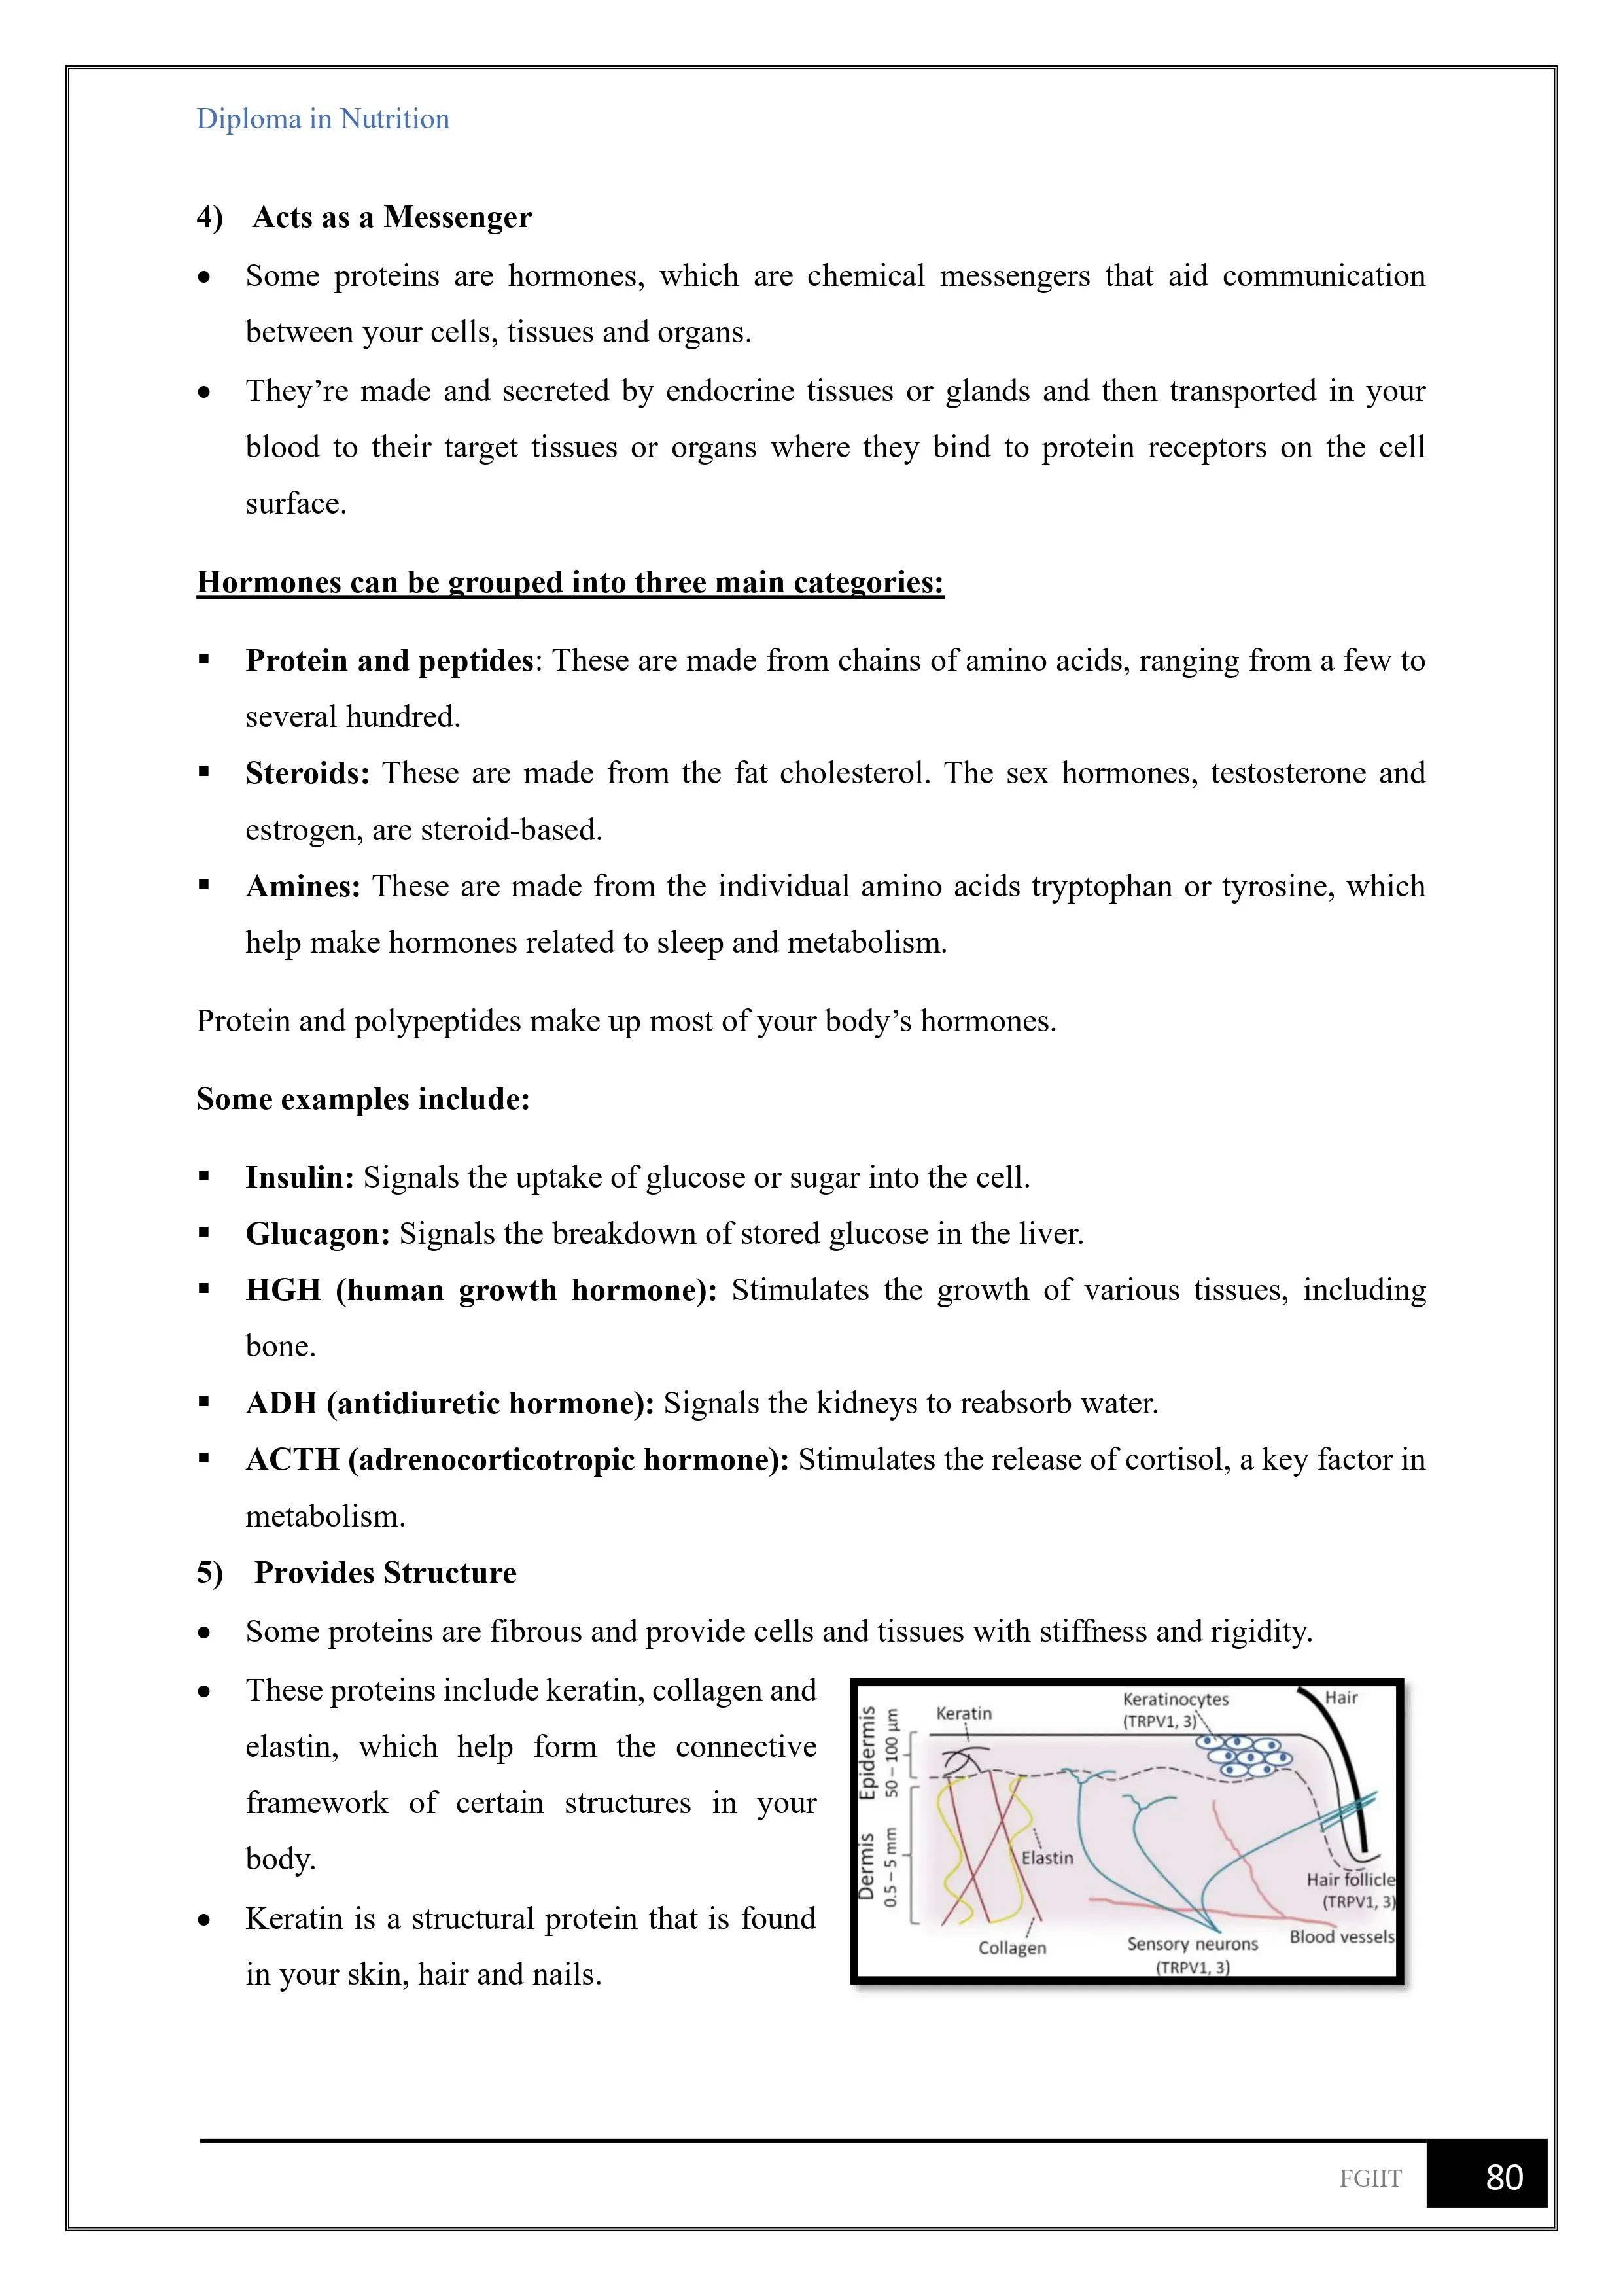 Diploma in Nutrition
4) Acts as a Messenger
• Some proteins are hormones, which are chemical messengers that aid communication
between your cells, tissues and organs.
• They’re made and secreted by endocrine tissues or glands and then transported in your
blood to their target tissues or organs where they bind to protein receptors on the cell
surface.
Hormones can be grouped into three main categories:
▪ Protein and peptides: These are made from chains of amino acids, ranging from a few to
several hundred.
▪ Steroids: These are made from the fat cholesterol. The sex hormones, testosterone and
estrogen, are steroid-based.
▪ Amines: These are made from the individual amino acids tryptophan or tyrosine, which
help make hormones related to sleep and metabolism.
Protein and polypeptides make up most of your body’s hormones.
Some examples include:
▪ Insulin: Signals the uptake of glucose or sugar into the cell.
▪ Glucagon: Signals the breakdown of stored glucose in the liver.
▪ HGH (human growth hormone): Stimulates the growth of various tissues, including
bone.
▪ ADH (antidiuretic hormone): Signals the kidneys to reabsorb water.
▪ ACTH (adrenocorticotropic hormone): Stimulates the release of cortisol, a key factor in
metabolism.
5) Provides Structure
• Some proteins are fibrous and provide cells and tissues with stiffness and rigidity.
• These proteins include keratin, collagen and
elastin, which help form the connective
framework of certain structures in your
body.
• Keratin is a structural protein that is found
in your skin, hair and nails.
Epidermis
50 – 100 µm
Dermis
0.5 – 5 mm
Keratin
Keratinocytes
(TRPV1, 3)
Hair
Elastin
Collagen
Sensory neurons
(TRPV1, 3)
Hair follicle
(TRPV1, 3)
Blood vessels
FGIIT
80